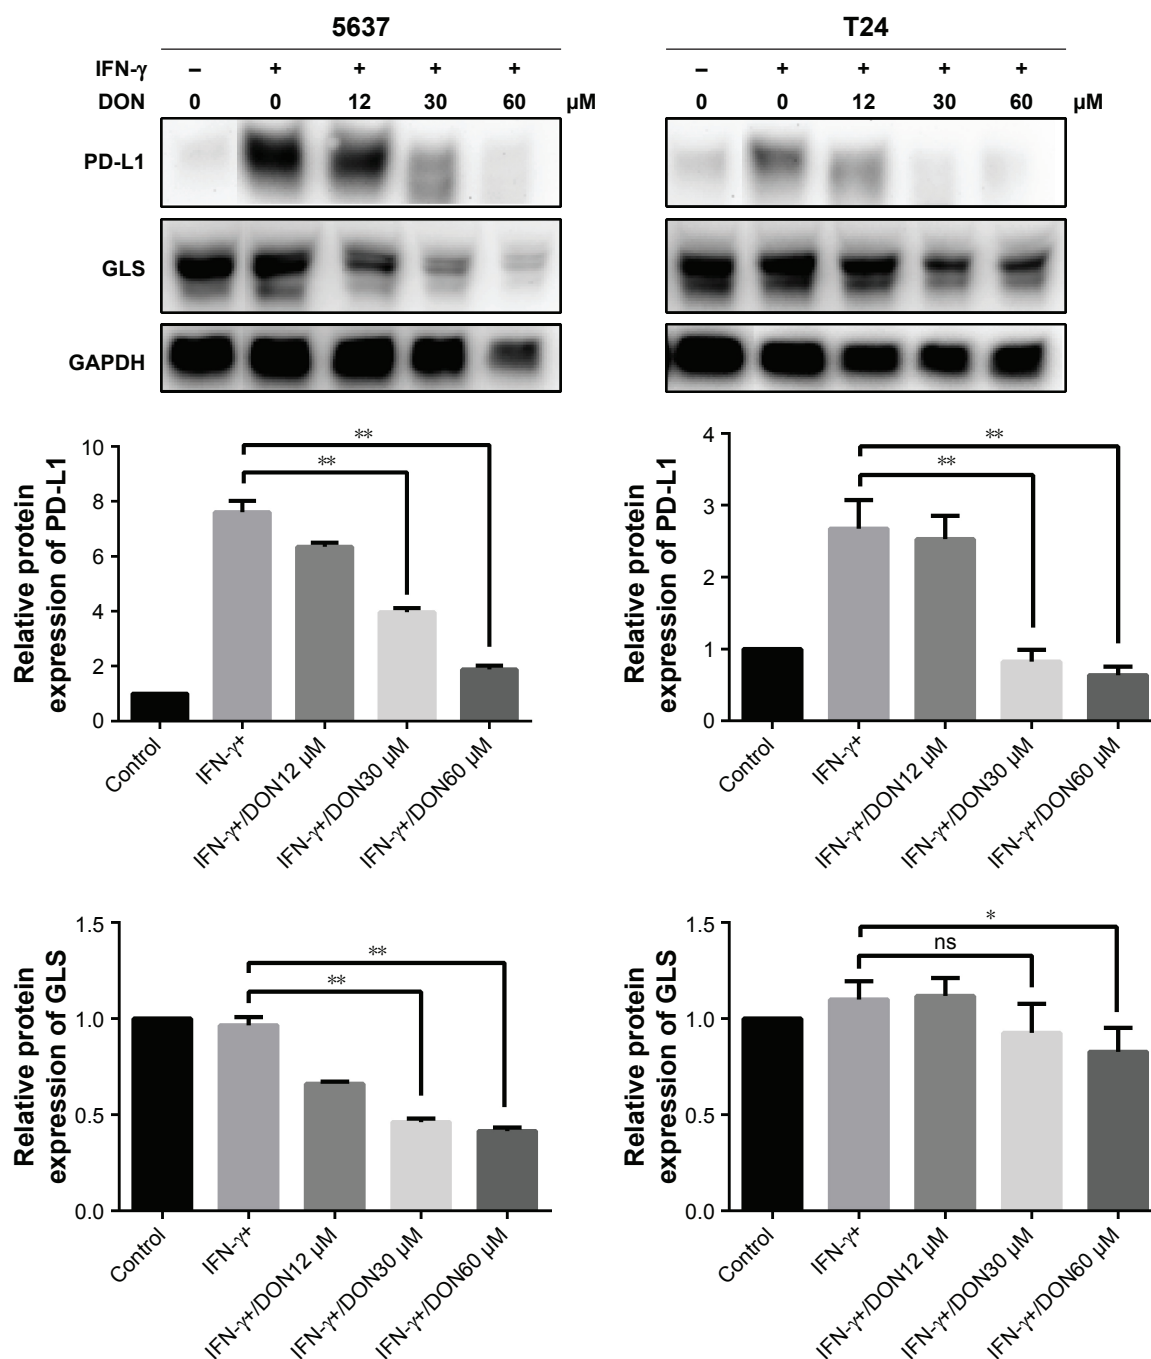 5637
T24
IFN-γ – + + + +
– + + + +
DON 0 0 12 30 60 μM
0 0 12 30 60 μM
PD-L1
GLS
GAPDH
Relative protein
expression of PD-L1
10
8
6
4
2
0
**
**
Control
IFN-γ+
IFN-γ+/DON12 μM
IFN-γ+/DON30 μM
IFN-γ+/DON60 μM
Relative protein
expression of PD-L1
4
3
2
1
0
**
**
Control
IFN-γ+
IFN-γ+/DON12 μM
IFN-γ+/DON30 μM
IFN-γ+/DON60 μM
Relative protein
expression of GLS
1.5
1.0
0.5
0.0
**
**
Control
IFN-γ+
IFN-γ+/DON12 μM
IFN-γ+/DON30 μM
IFN-γ+/DON60 μM
Relative protein
expression of GLS
1.5
1.0
0.5
0.0
*
ns
Control
IFN-γ+
IFN-γ+/DON12 μM
IFN-γ+/DON30 μM
IFN-γ+/DON60 μM